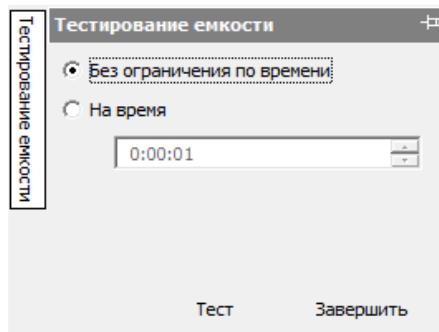 Тестирование емкости
Тестирование емкости
Без ограничения по времени
На время
0:00:01
Тест
Завершить